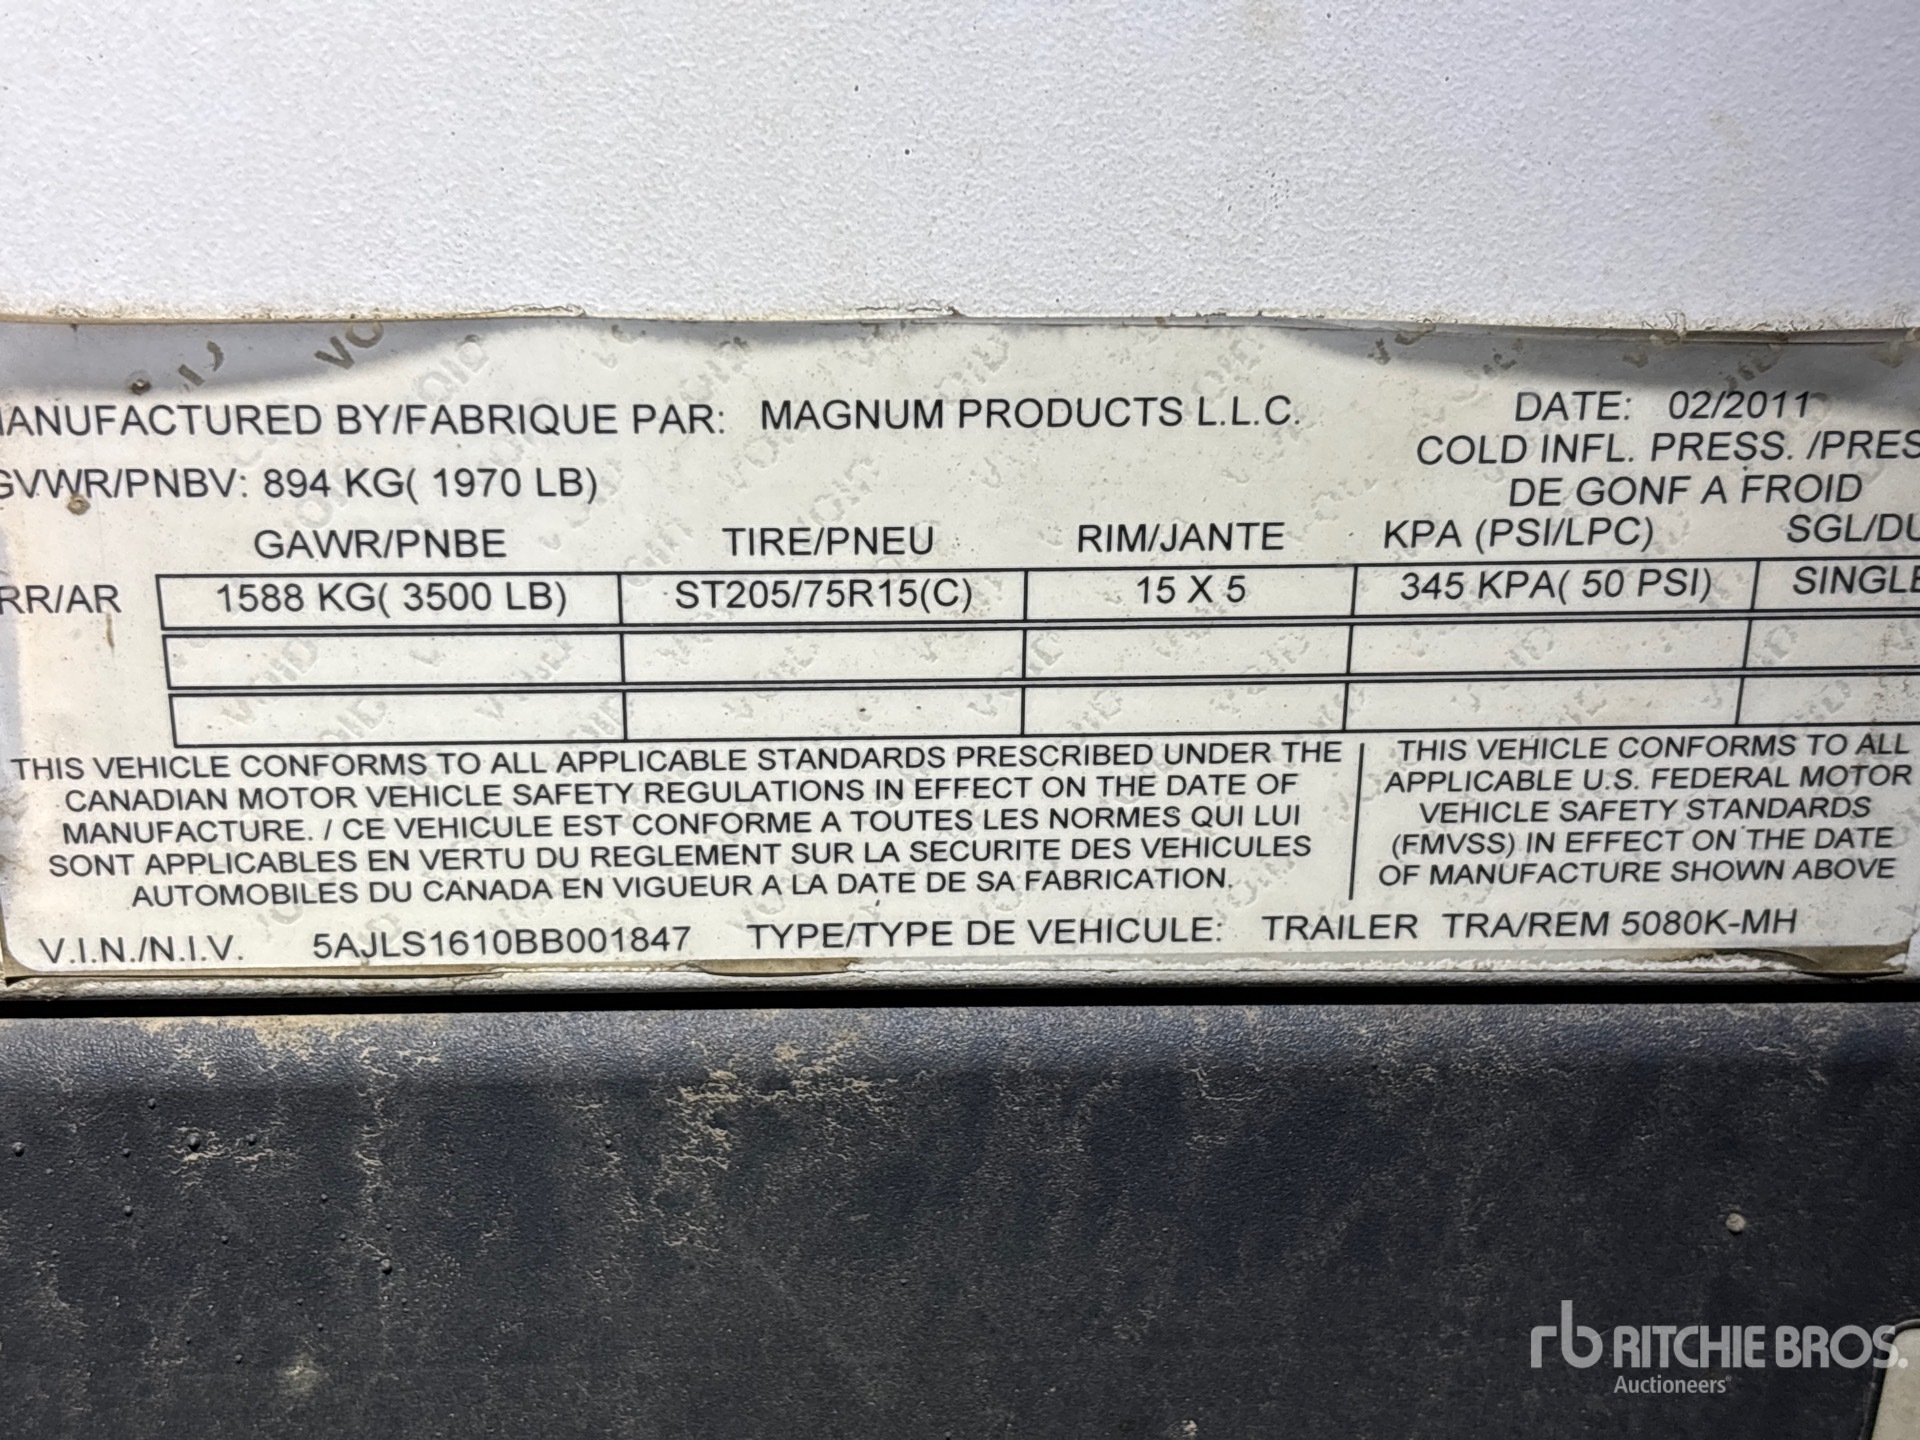 MANUFACTURED BY/FABRIQUE PAR: MAGNUM PRODUCTS L.L.C. DATE: 02/2011
GVWR/PNBV: 894 KG( 1970 LB) COLD INFL. PRESS. /PRES
DE GONF A FROID
GAWR/PNBE TIRE/PNEU RIM/JANTE KPA (PSI/LPC) SGL/DU
RR/AR 1588 KG( 3500 LB) ST205/75R15(C) 15 X 5 345 KPA( 50 PSI) SINGLE
THIS VEHICLE CONFORMS TO ALL APPLICABLE STANDARDS PRESCRIBED UNDER THE
CANADIAN MOTOR VEHICLE SAFETY REGULATIONS IN EFFECT ON THE DATE OF
MANUFACTURE. / CE VEHICULE EST CONFORME A TOUTES LES NORMES QUI LUI
SONT APPLICABLES EN VERTU DU REGLEMENT SUR LA SECURITE DES VEHICULES
AUTOMOBILES DU CANADA EN VIGUEUR A LA DATE DE SA FABRICATION.
THIS VEHICLE CONFORMS TO ALL
APPLICABLE U.S. FEDERAL MOTOR
VEHICLE SAFETY STANDARDS
(FMVSS) IN EFFECT ON THE DATE
OF MANUFACTURE SHOWN ABOVE
V.I.N./N.I.V. 5AJLS1610BB001847 TYPE/TYPE DE VEHICULE: TRAILER TRA/REM 5080K-MH
rb RITCHIE BROS.
Auctioneers